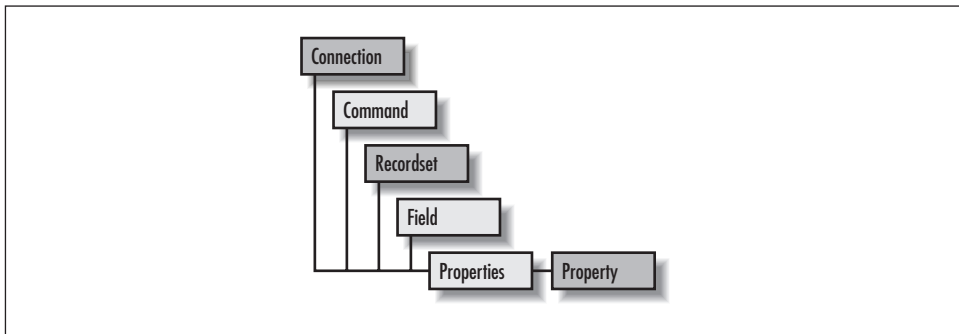 Connection
Command
Recordset
Field
Properties Property